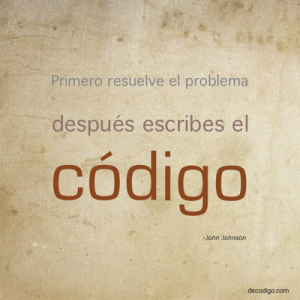 Primero resuelve el problema
después escribes el
código
-John Johnson
decodigo.com